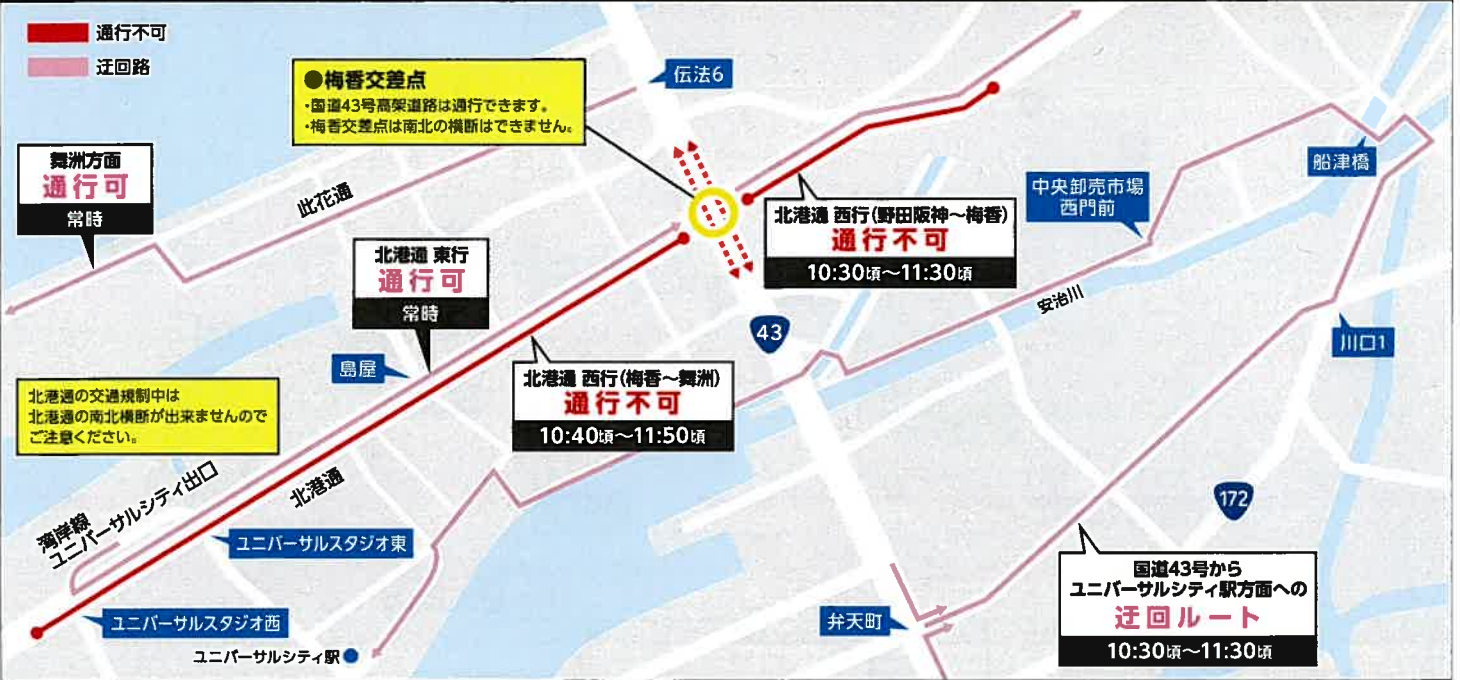 通行不可
迂回路
●梅香交差点
・国道43号高架道路は通行できます。
・梅香交差点は南北の横断はできません。
伝法6
舞洲方面
通行可
常時
此花通
北港通 東行
通行可
常時
島屋
北港通 西行(野田阪神～梅香)
通行不可
10:30頃～11:30頃
中央卸売市場
西門前
船津橋
安治川
43
川口1
北港通 西行(梅香～舞洲)
通行不可
10:40頃～11:50頃
北港通の交通規制中は
北港通の南北横断が出来ませんので
ご注意ください。
湾岸線
ユニバーサルシティ出口
北港通
ユニバーサルスタジオ東
ユニバーサルスタジオ西
ユニバーサルシティ駅
弁天町
172
国道43号から
ユニバーサルシティ駅方面への
迂回ルート
10:30頃～11:30頃